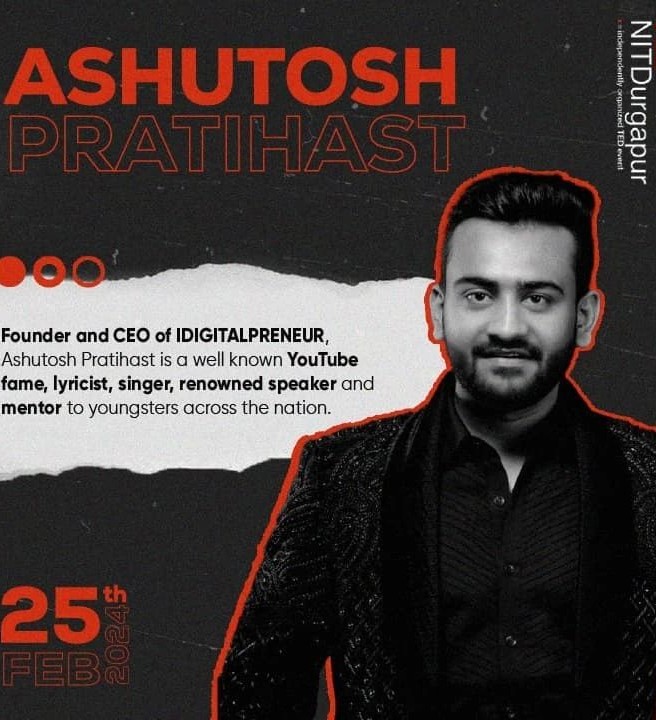 ASHUTOSH
PRATIHAST
NITDurgapur
x = independently organized TED event
Founder and CEO of IDIGITALPRENEUR,
Ashutosh Pratihast is a well known YouTube
fame, lyricist, singer, renowned speaker and
mentor to youngsters across the nation.
25th
FEB 2024